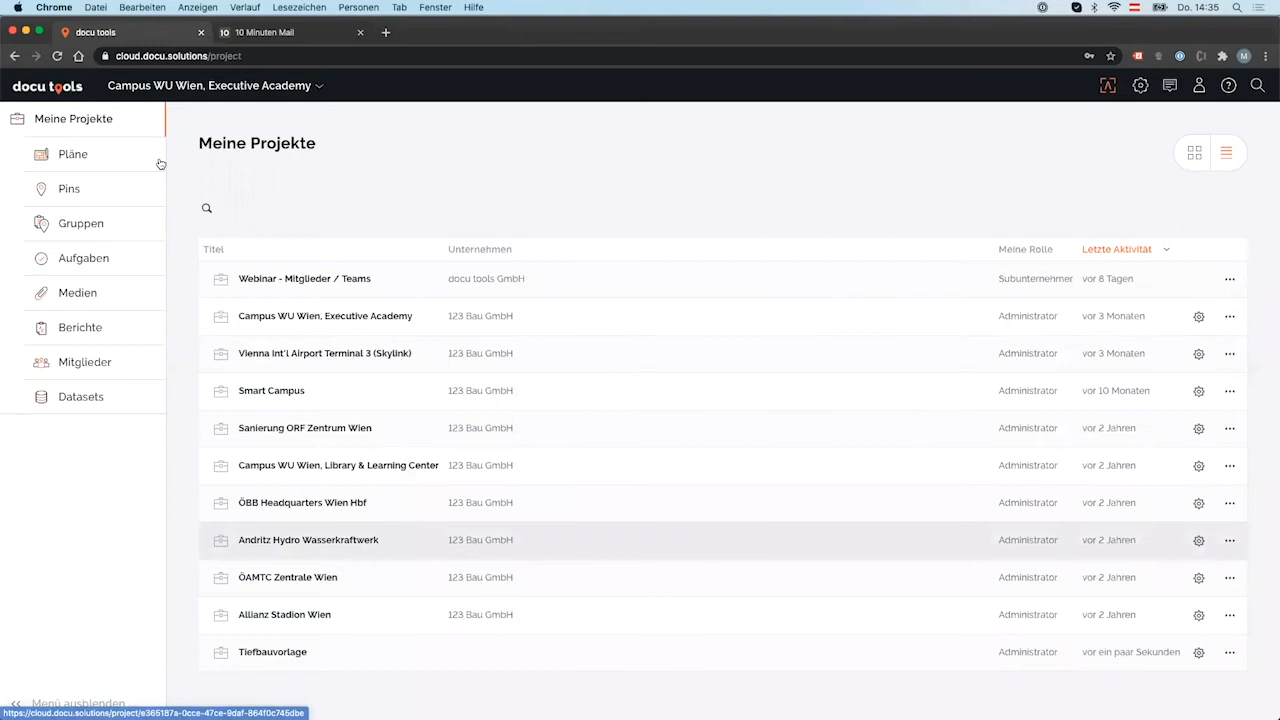 Chrome Datei Bearbeiten Anzeigen Verlauf Lesezeichen Personen Tab Fenster Hilfe Do. 14:35
docu tools 10 10 Minuten Mail
cloud.docu.solutions/project M
docu tools Campus WU Wien, Executive Academy
Meine Projekte
Pläne
Pins
Gruppen
Aufgaben
Medien
Berichte
Mitglieder
Datasets
Menü ausblenden
https://cloud.docu.solutions/project/e365187a-0cce-47ce-9daf-864f0c745dbe
Meine Projekte
Titel Unternehmen Meine Rolle Letzte Aktivität
Webinar - Mitglieder / Teams docu tools GmbH Subunternehmer vor 8 Tagen
Campus WU Wien, Executive Academy 123 Bau GmbH Administrator vor 3 Monaten
Vienna Int'l Airport Terminal 3 (Skylink) 123 Bau GmbH Administrator vor 3 Monaten
Smart Campus 123 Bau GmbH Administrator vor 10 Monaten
Sanierung ORF Zentrum Wien 123 Bau GmbH Administrator vor 2 Jahren
Campus WU Wien, Library & Learning Center 123 Bau GmbH Administrator vor 2 Jahren
ÖBB Headquarters Wien Hbf 123 Bau GmbH Administrator vor 2 Jahren
Andritz Hydro Wasserkraftwerk 123 Bau GmbH Administrator vor 2 Jahren
ÖAMTC Zentrale Wien 123 Bau GmbH Administrator vor 2 Jahren
Allianz Stadion Wien 123 Bau GmbH Administrator vor 2 Jahren
Tiefbauvorlage Administrator vor ein paar Sekunden